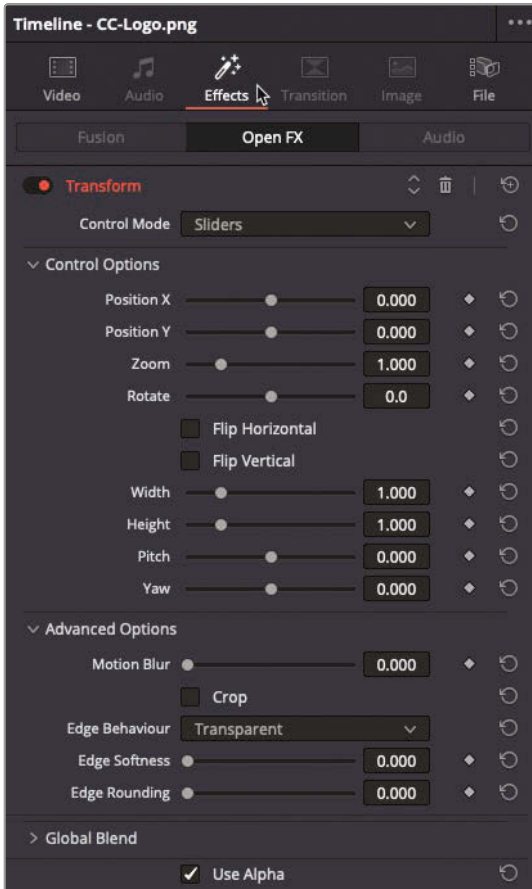 Timeline - CC-Logo.png
Video Audio Effects Transition Image File
Fusion Open FX Audio
Transform
Control Mode Sliders
Control Options
Position X 0.000
Position Y 0.000
Zoom 1.000
Rotate 0.0
Flip Horizontal
Flip Vertical
Width 1.000
Height 1.000
Pitch 0.000
Yaw 0.000
Advanced Options
Motion Blur 0.000
Crop
Edge Behaviour Transparent
Edge Softness 0.000
Edge Rounding 0.000
Global Blend
Use Alpha